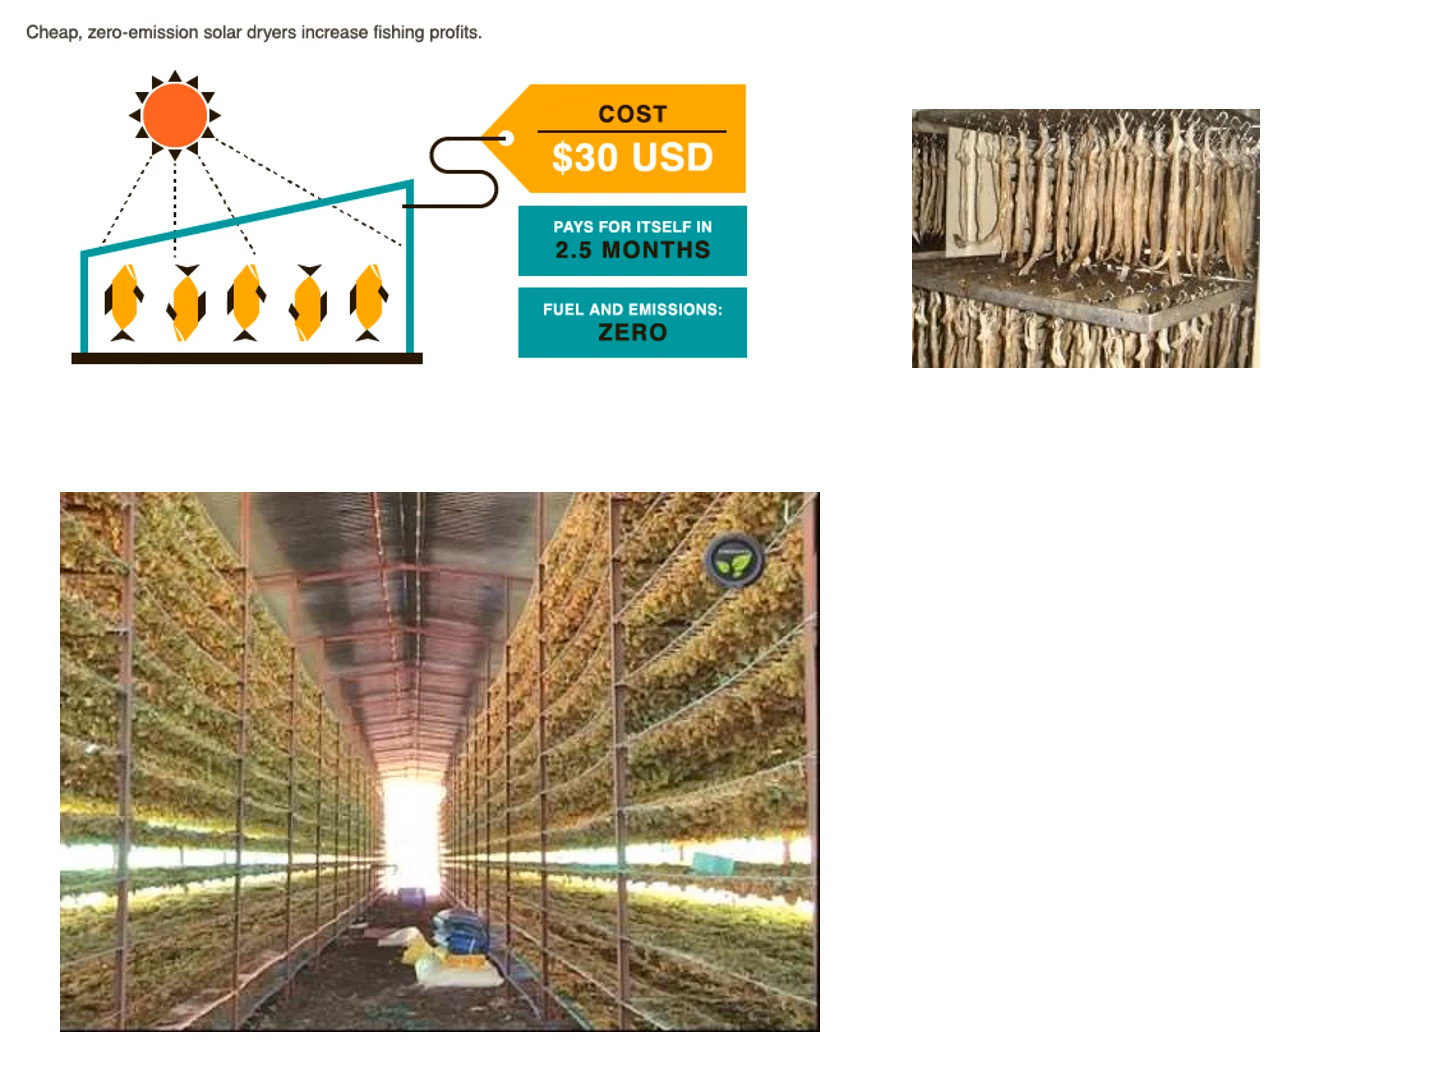 Cheap, zero-emission solar dryers increase fishing profits.
COST
$30 USD
PAYS FOR ITSELF IN
2.5 MONTHS
FUEL AND EMISSIONS:
ZERO